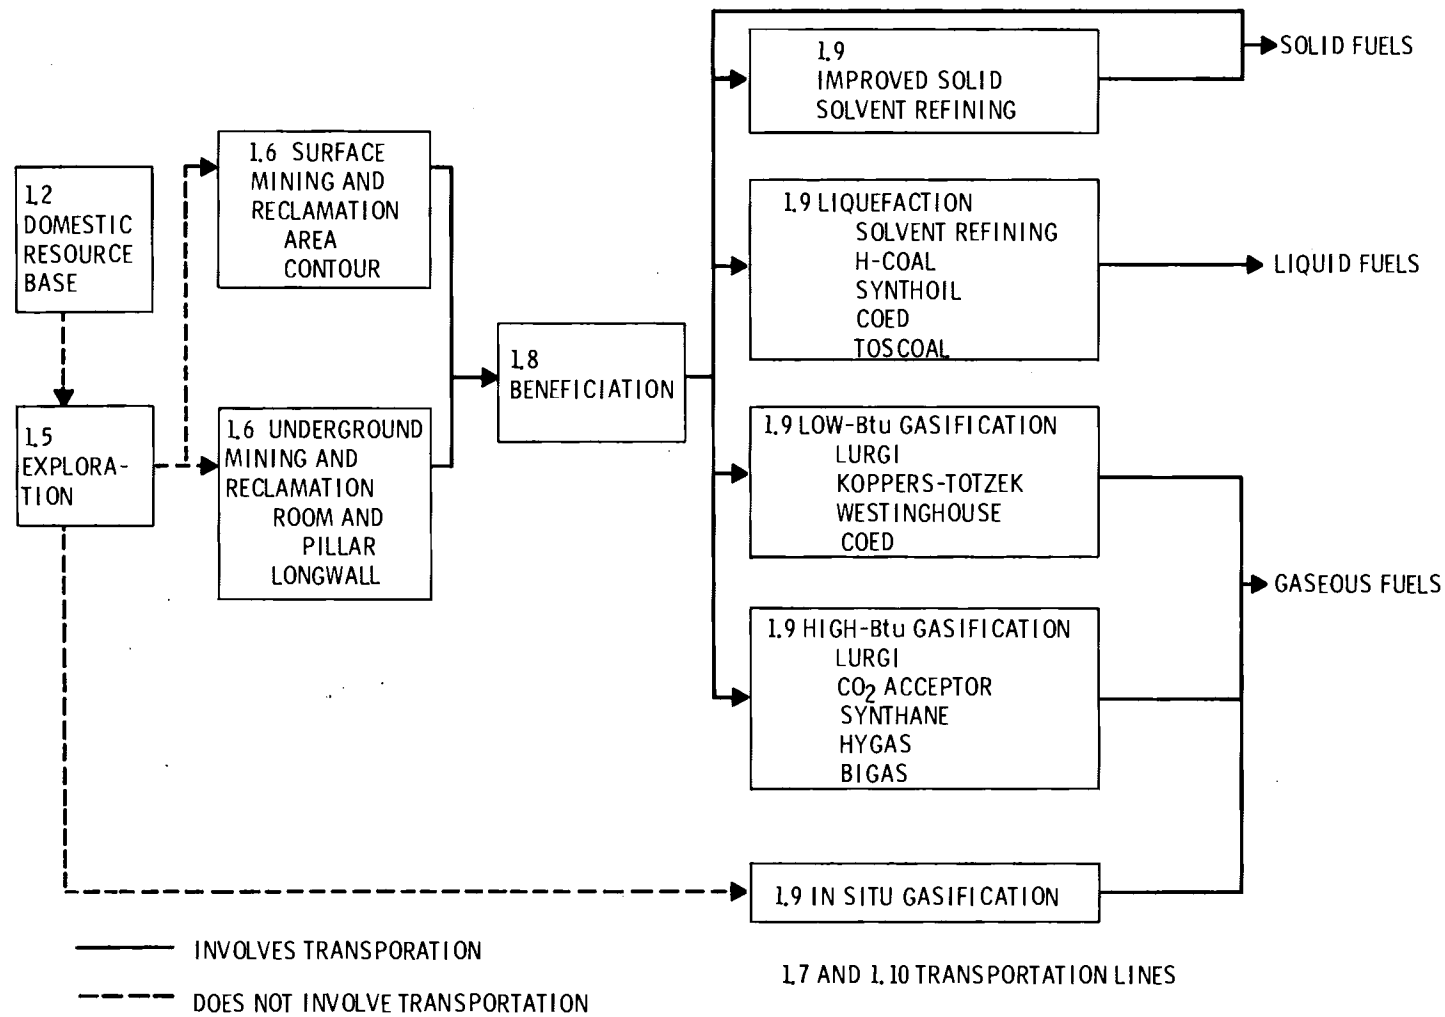 1.2
DOMESTIC
RESOURCE
BASE
1.5
EXPLORA-
TION
1.6 SURFACE
MINING AND
RECLAMATION
AREA
CONTOUR
1.6 UNDERGROUND
MINING AND
RECLAMATION
ROOM AND
PILLAR
LONGWALL
1.8
BENEFICIATION
1.9
IMPROVED SOLID
SOLVENT REFINING
1.9 LIQUEFACTION
SOLVENT REFINING
H-COAL
SYNTHOIL
COED
TOSCOAL
1.9 LOW-Btu GASIFICATION
LURGI
KOPPERS-TOTZEK
WESTINGHOUSE
COED
1.9 HIGH-Btu GASIFICATION
LURGI
CO2 ACCEPTOR
SYNTHANE
HYGAS
BIGAS
1.9 IN SITU GASIFICATION
SOLID FUELS
LIQUID FUELS
GASEOUS FUELS
INVOLVES TRANSPORATION
DOES NOT INVOLVE TRANSPORTATION
1.7 AND 1.10 TRANSPORTATION LINES